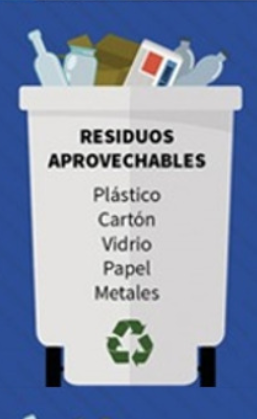 RESIDUOS
APROVECHABLES
Plástico
Cartón
Vidrio
Papel
Metales